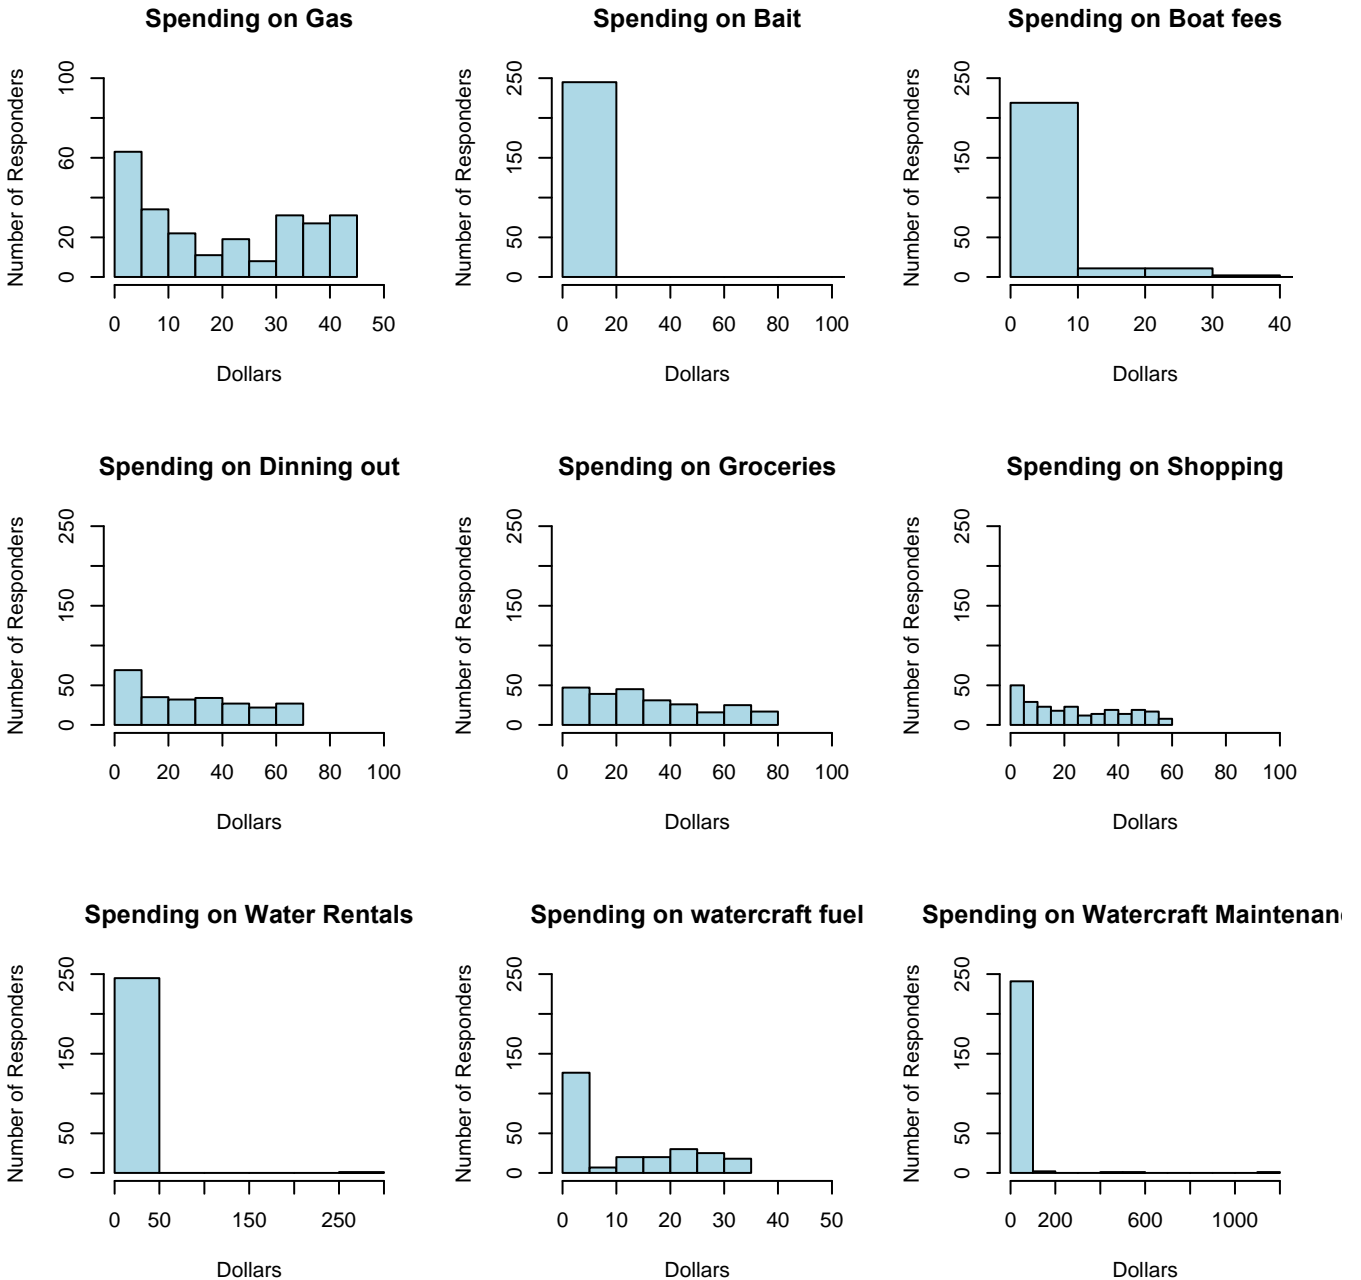 Spending on Gas
Number of Responders
0 20 60 100
0 10 20 30 40 50
Dollars
Spending on Bait
Number of Responders
0 50 150 250
0 20 40 60 80 100
Dollars
Spending on Boat fees
Number of Responders
0 50 150 250
0 10 20 30 40
Dollars
Spending on Dinning out
Number of Responders
0 50 150 250
0 20 40 60 80 100
Dollars
Spending on Groceries
Number of Responders
0 50 150 250
0 20 40 60 80 100
Dollars
Spending on Shopping
Number of Responders
0 50 150 250
0 20 40 60 80 100
Dollars
Spending on Water Rentals
Number of Responders
0 50 150 250
0 50 150 250
Dollars
Spending on watercraft fuel
Number of Responders
0 50 150 250
0 10 20 30 40 50
Dollars
Spending on Watercraft Maintenan
Number of Responders
0 50 150 250
0 200 600 1000
Dollars